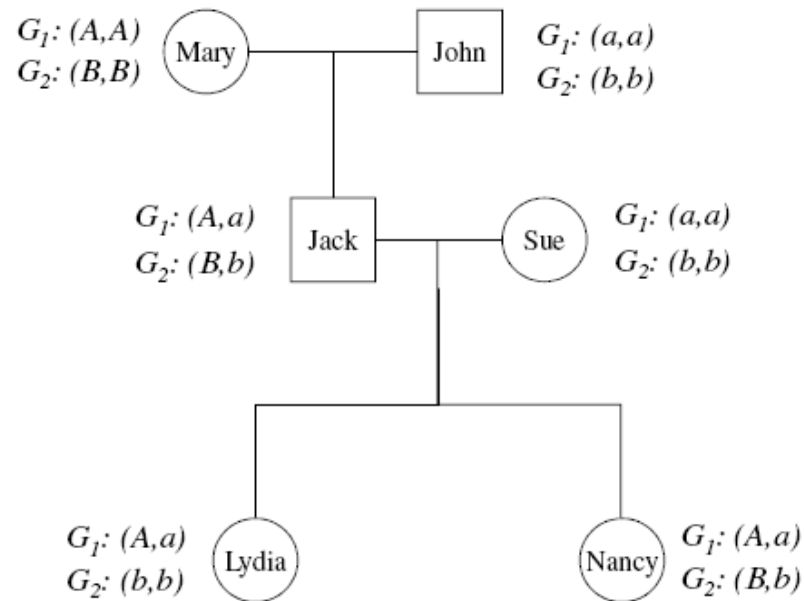 G1: (A,A)
G2: (B,B)
Mary
John
G1: (a,a)
G2: (b,b)
G1: (A,a)
G2: (B,b)
Jack
Sue
G1: (a,a)
G2: (b,b)
G1: (A,a)
G2: (b,b)
Lydia
Nancy
G1: (A,a)
G2: (B,b)